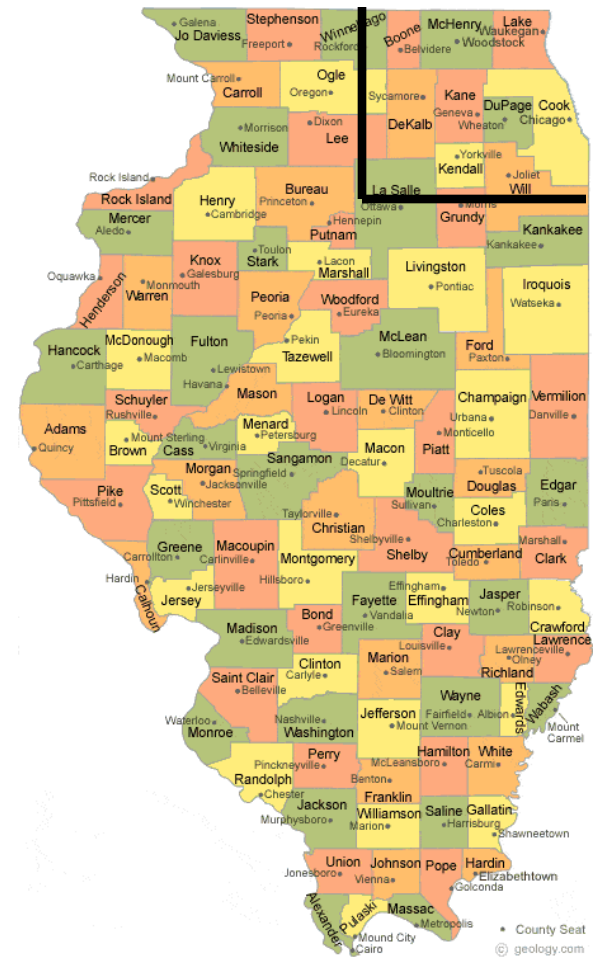 Galena
Jo Daviess
Stephenson
Freeport
Winnebago
Rockford
Boone
Belvidere
McHenry
Woodstock
Lake
Waukegan
Mount Carroll
Carroll
Ogle
Oregon
Sycamore
DeKalb
Kane
Geneva
DuPage
Wheaton
Cook
Chicago
Morrison
Whiteside
Dixon
Lee
Yorkville
Kendall
Joliet
Will
Rock Island
Rock Island
Henry
Cambridge
Bureau
Princeton
La Salle
Ottawa
Morris
Grundy
Mercer
Aledo
Hennepin
Putnam
Kankakee
Kankakee
Oquawka
Henderson
Monmouth
Warren
Knox
Galesburg
Toulon
Stark
Lacon
Marshall
Livingston
Pontiac
Iroquois
Watseka
Peoria
Peoria
Woodford
Eureka
Hancock
Carthage
McDonough
Macomb
Fulton
Lewistown
Pekin
Tazewell
McLean
Bloomington
Ford
Paxton
Havana
Mason
Logan
Lincoln
De Witt
Clinton
Champaign
Urbana
Vermilion
Danville
Schuyler
Rushville
Adams
Quincy
Mount Sterling
Brown
Cass
Virginia
Menard
Petersburg
Monticello
Piatt
Macon
Decatur
Sangamon
Springfield
Morgan
Jacksonville
Pike
Pittsfield
Scott
Winchester
Tuscola
Douglas
Moultrie
Sullivan
Edgar
Paris
Coles
Charleston
Taylorville
Christian
Shelbyville
Shelby
Greene
Carrollton
Macoupin
Carlinville
Montgomery
Hillsboro
Cumberland
Toledo
Marshall
Clark
Hardin
Calhoun
Jerseyville
Jersey
Fayette
Vandalia
Effingham
Effingham
Jasper
Newton
Robinson
Crawford
Madison
Edwardsville
Bond
Greenville
Clay
Louisville
Lawrence
Lawrenceville
Olney
Richland
Clinton
Carlyle
Marion
Salem
Saint Clair
Belleville
Waterloo
Monroe
Nashville
Washington
Jefferson
Mount Vernon
Wayne
Fairfield
Albion
Edwards
Wabash
Mount
Carmel
Perry
Pinckneyville
Randolph
Chester
Hamilton
McLeansboro
White
Carmi
Benton
Franklin
Jackson
Murphysboro
Williamson
Marion
Saline
Harrisburg
Gallatin
Shawneetown
Union
Jonesboro
Johnson
Vienna
Pope
Golconda
Hardin
Elizabethtown
Alexander
Pulaski
Massac
Metropolis
Mound City
Cairo
County Seat
© geology.com